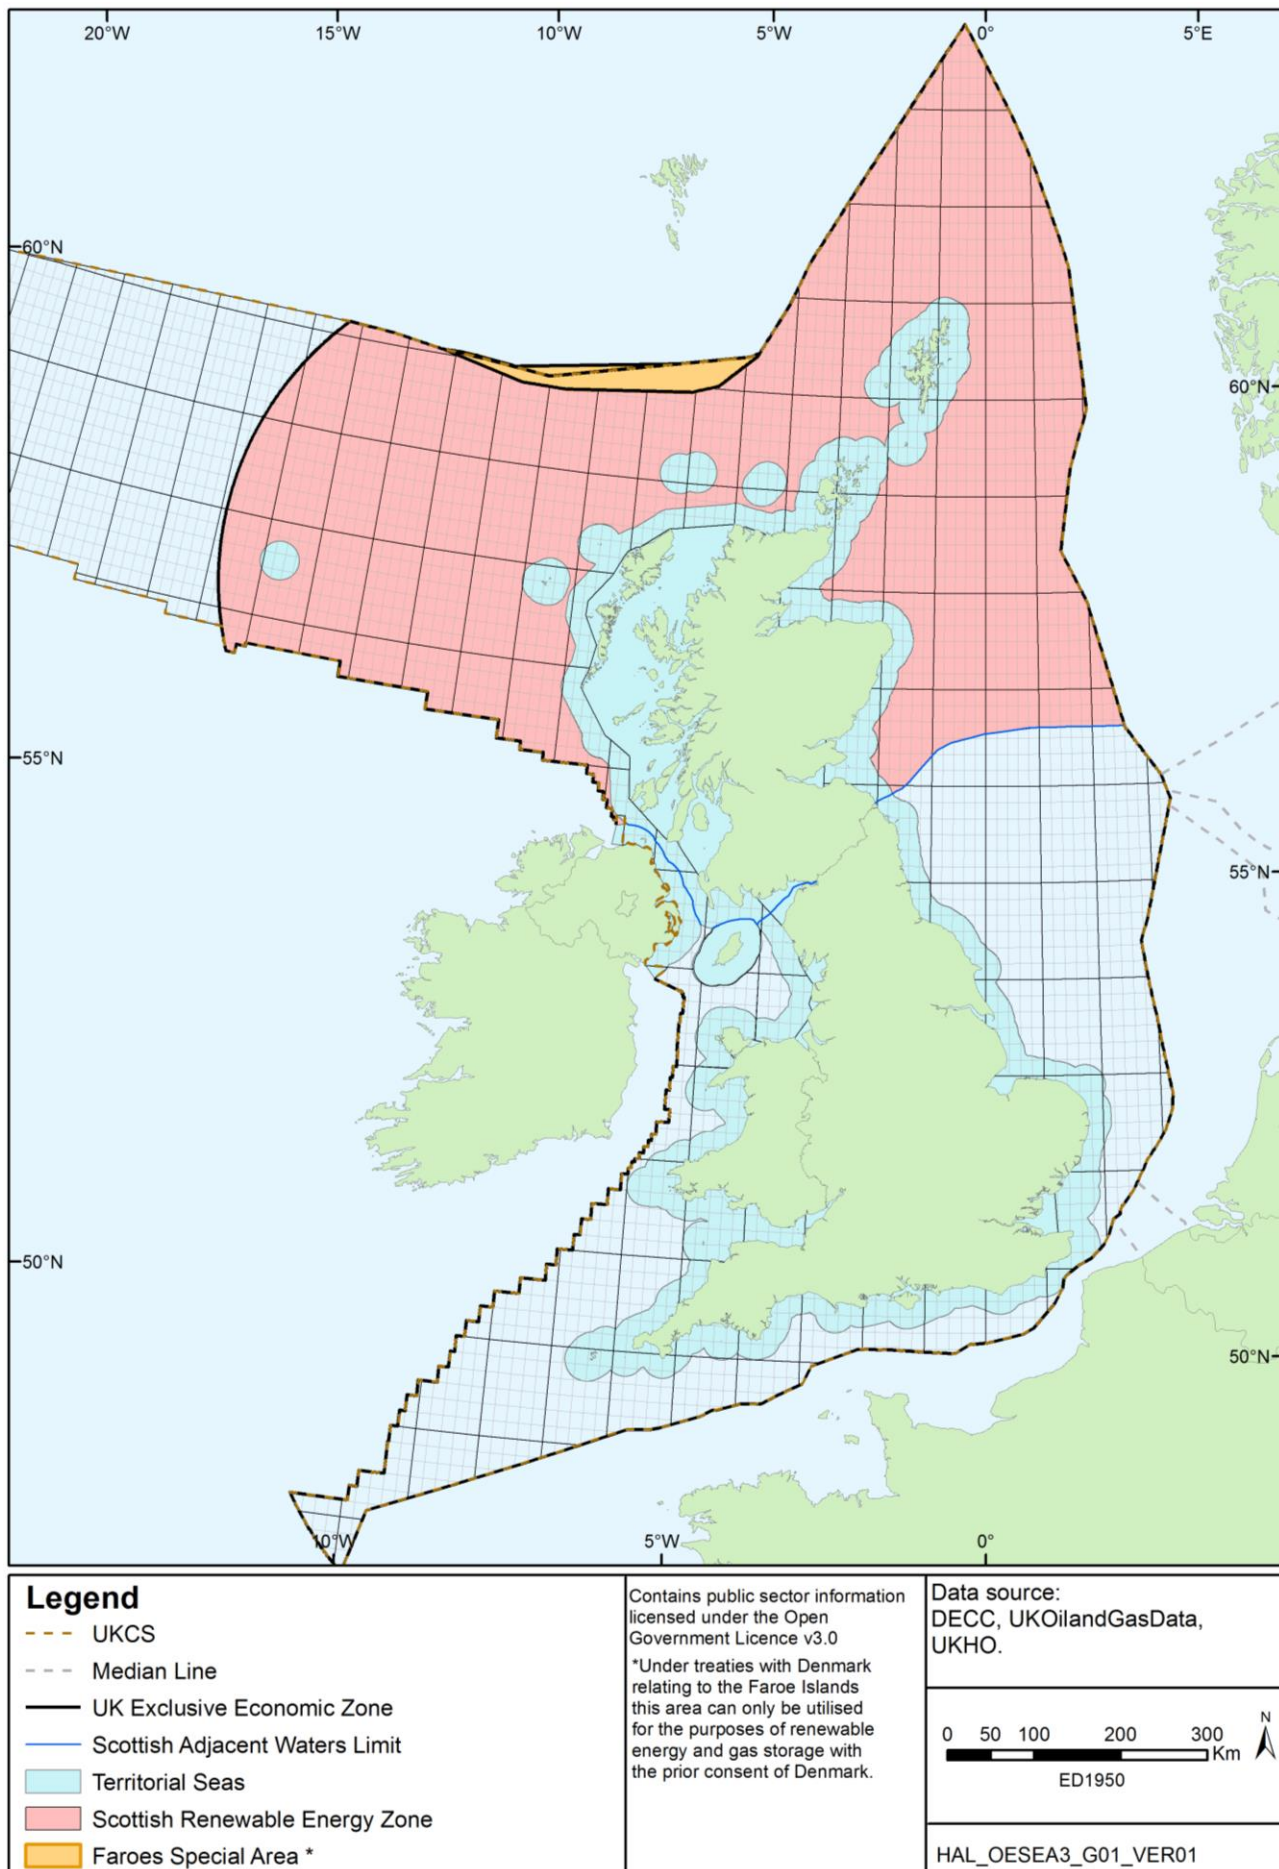 20°W 15°W 10°W 5°W 0° 5°E
60°N
60°N
55°N
55°N
50°N
50°N
10°W 5°W 0°
Legend
UKCS
Median Line
UK Exclusive Economic Zone
Scottish Adjacent Waters Limit
Territorial Seas
Scottish Renewable Energy Zone
Faroes Special Area *
Contains public sector information
licensed under the Open
Government Licence v3.0
*Under treaties with Denmark
relating to the Faroe Islands
this area can only be utilised
for the purposes of renewable
energy and gas storage with
the prior consent of Denmark.
Data source:
DECC, UKOilandGasData,
UKHO.
0 50 100 200 300
Km
N
ED1950
HAL_OESEA3_G01_VER01